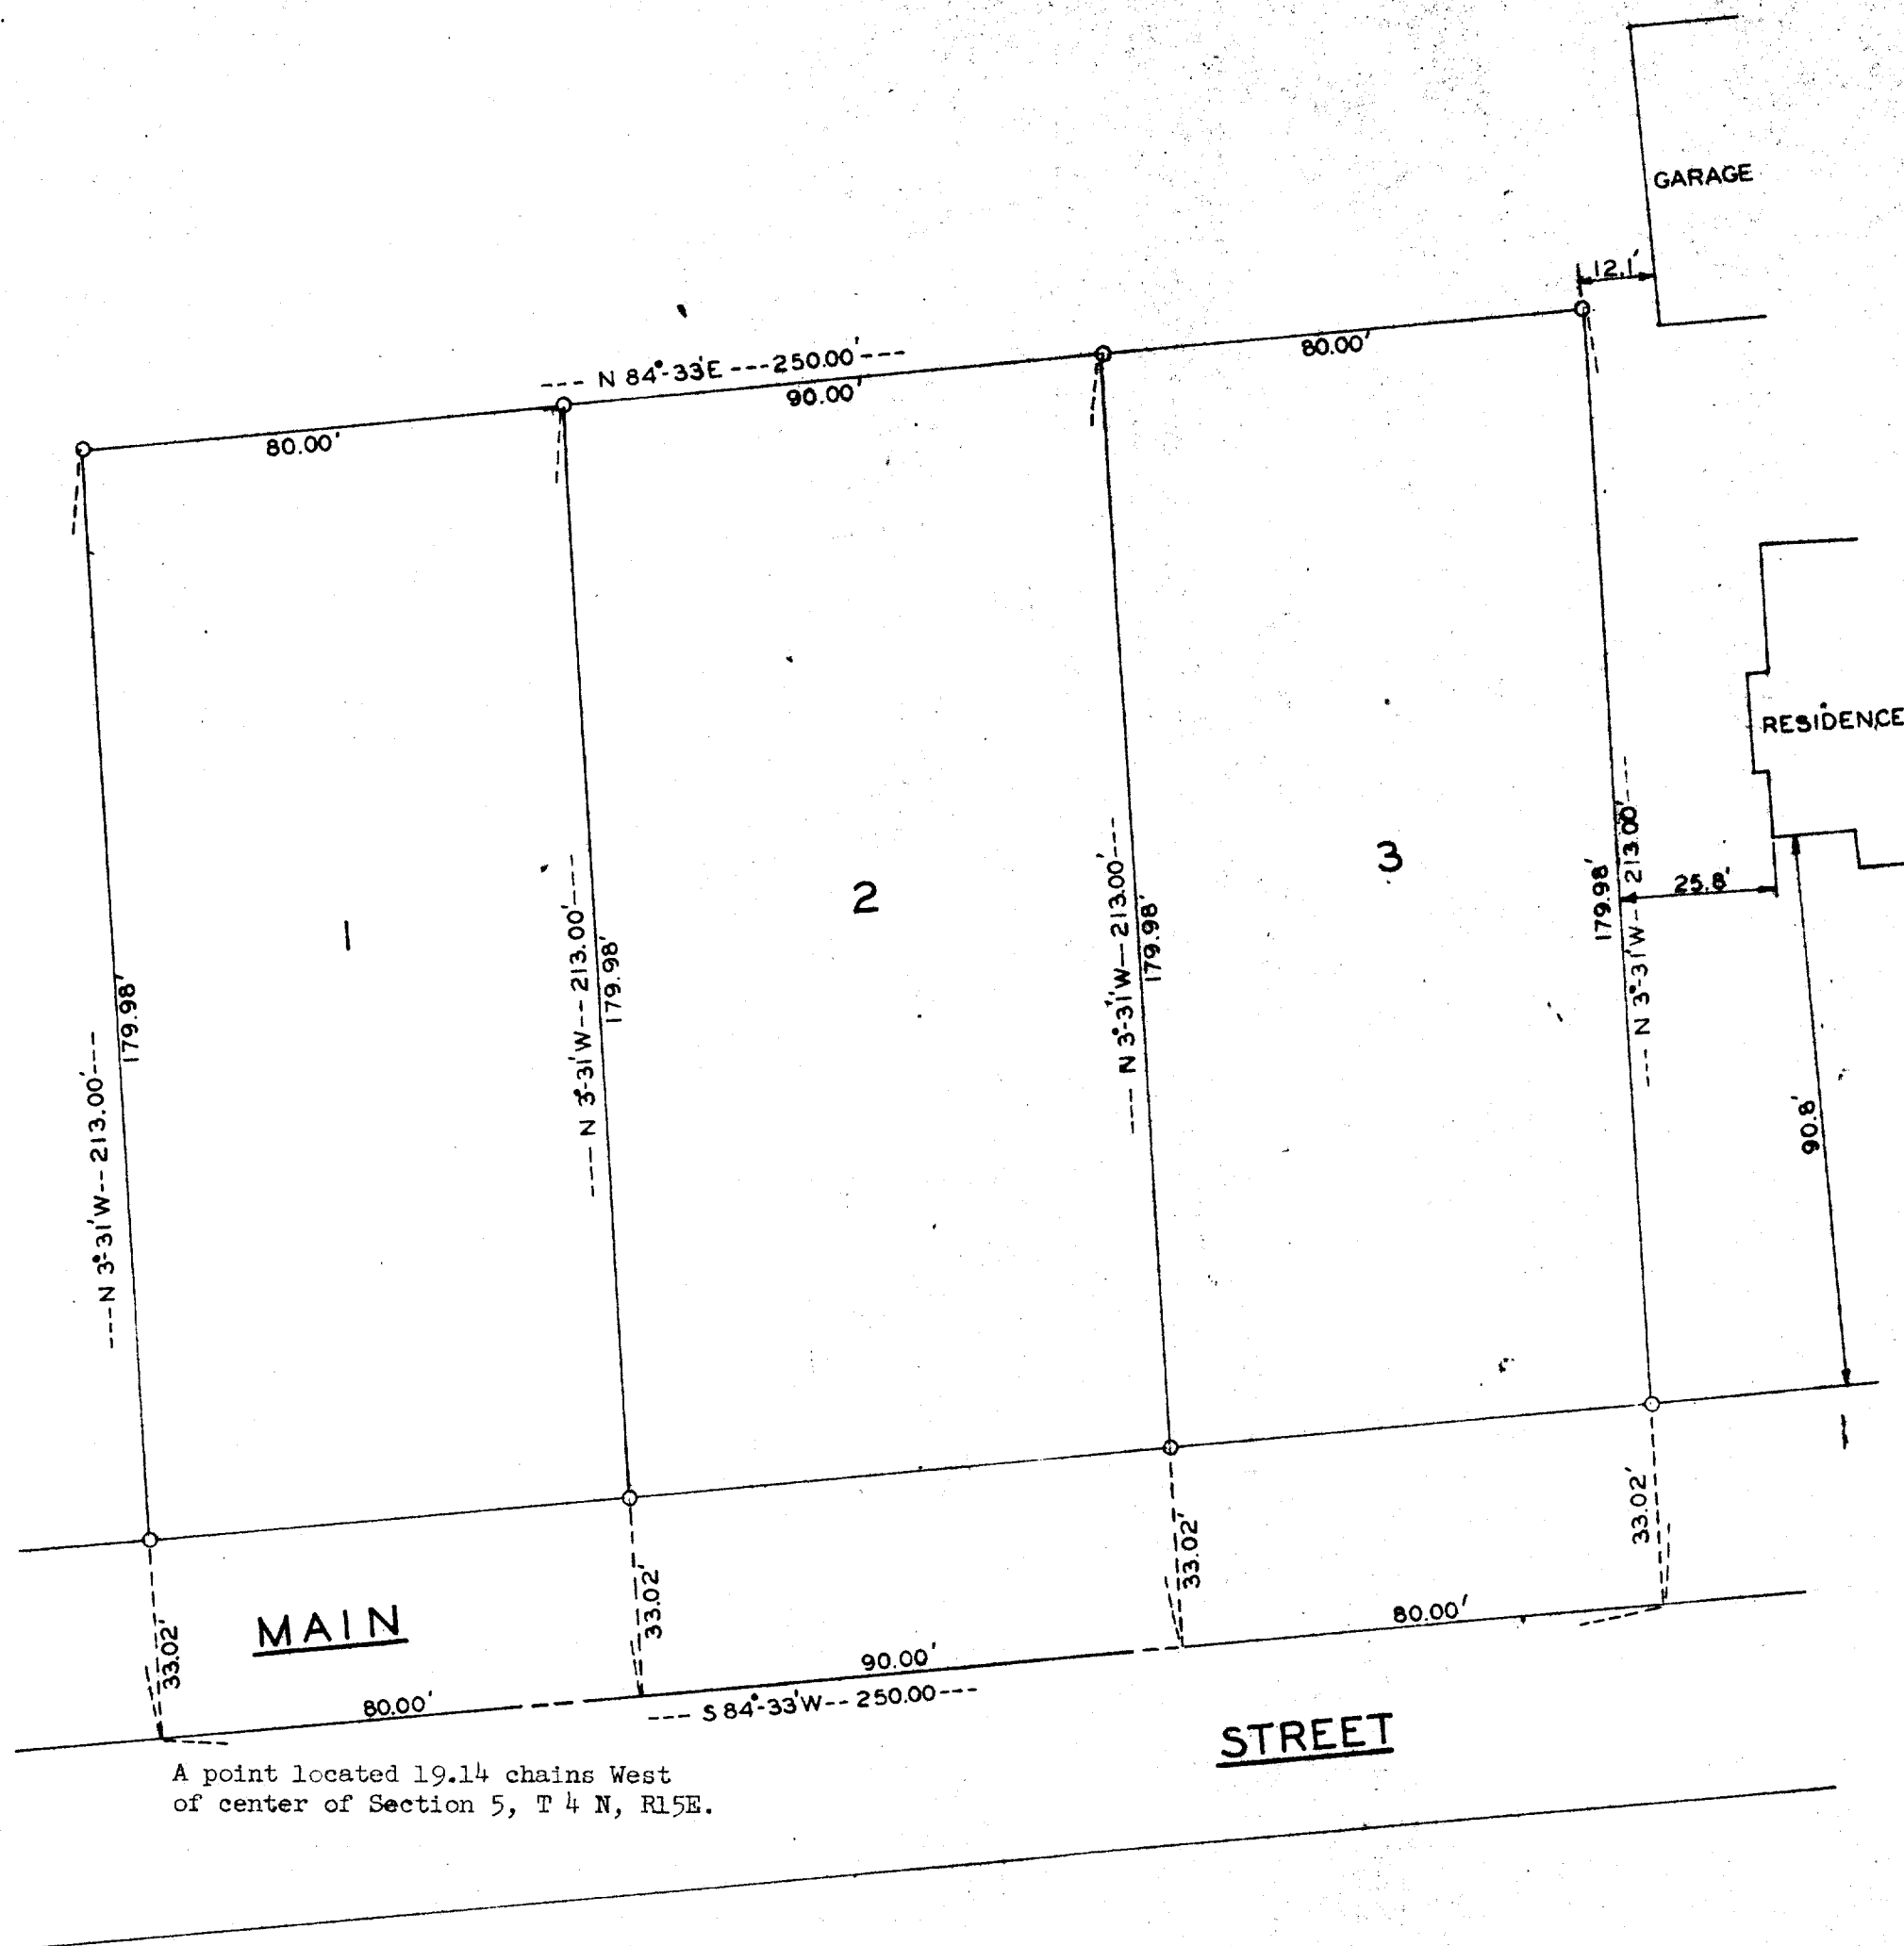 GARAGE
12.1'
--- N 84°-33'E ---250.00'---
80.00'
90.00'
80.00'
RESIDENCE
1
2
3
179.98'
----N 3°-31'W--213.00'---
179.98'
----N 3°-31'W--213.00'----
179.98'
----N 3°-31'W--213.00'---
179.98'
---N 3°-31'W--213.00'----
25.8'
90.8'
33.02'
33.02'
33.02'
33.02'
MAIN
80.00'
90.00'
80.00'
--- S 84°-33'W--250.00---
STREET
A point located 19.14 chains West
of center of Section 5, T 4 N, R15E.